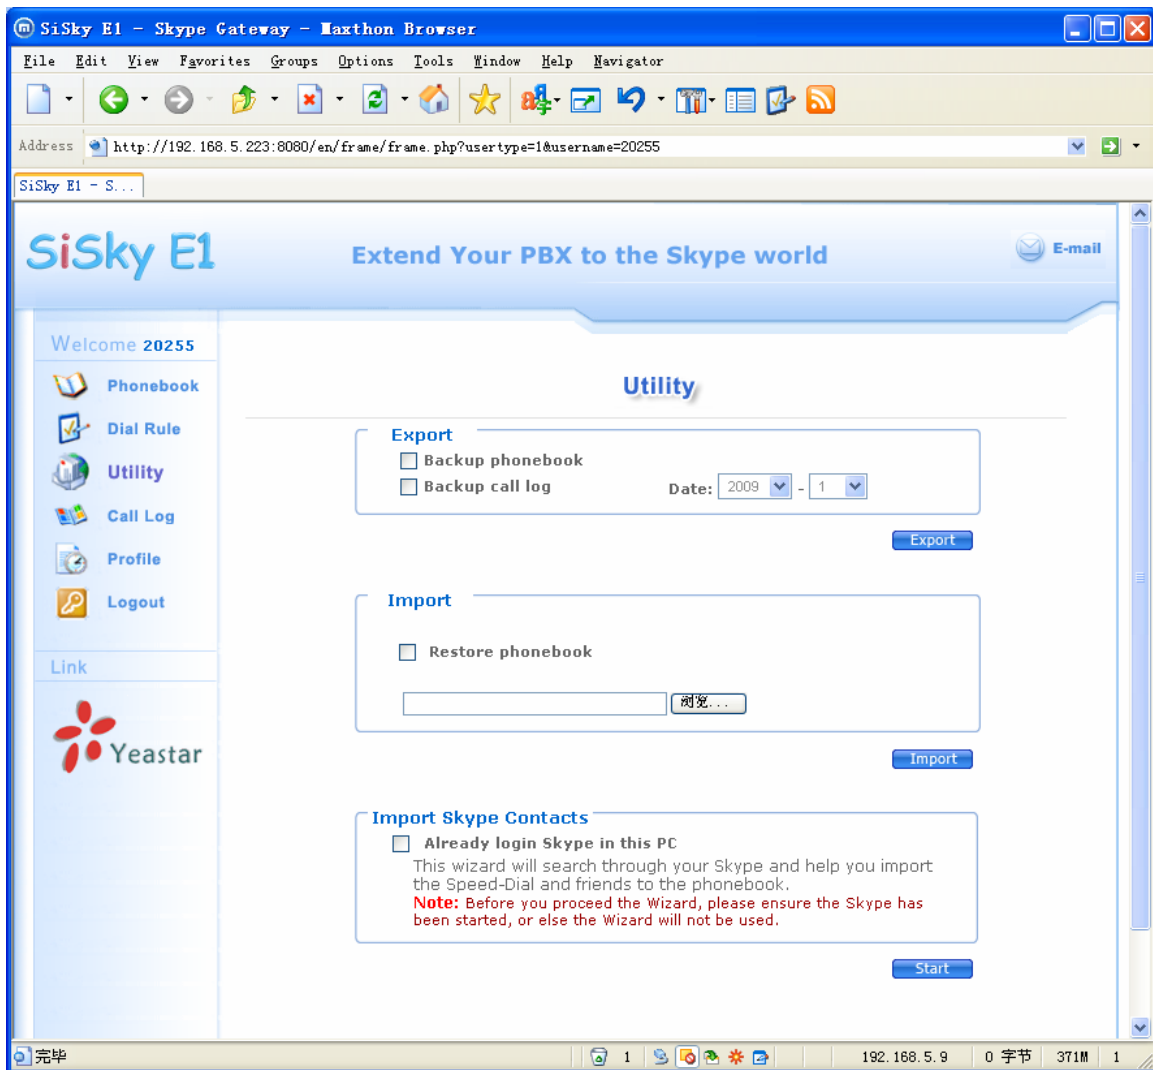 SiSky E1 - Skype Gateway - Maxthon Browser
File Edit View Favorites Groups Options Tools Window Help Navigator
Address http://192.168.5.223:8080/en/frame/frame.php?usertype=1&username=20255
SiSky E1 - S...
SiSky E1
Extend Your PBX to the Skype world
E-mail
Welcome 20255
Phonebook
Dial Rule
Utility
Call Log
Profile
Logout
Link
Yeastar
Utility
Export
Backup phonebook
Backup call log Date: 2009 - 1
Export
Import
Restore phonebook
浏览...
Import
Import Skype Contacts
Already login Skype in this PC
This wizard will search through your Skype and help you import
the Speed-Dial and friends to the phonebook.
Note: Before you proceed the Wizard, please ensure the Skype has
been started, or else the Wizard will not be used.
Start
完毕 1 192.168.5.9 0 字节 371M 1